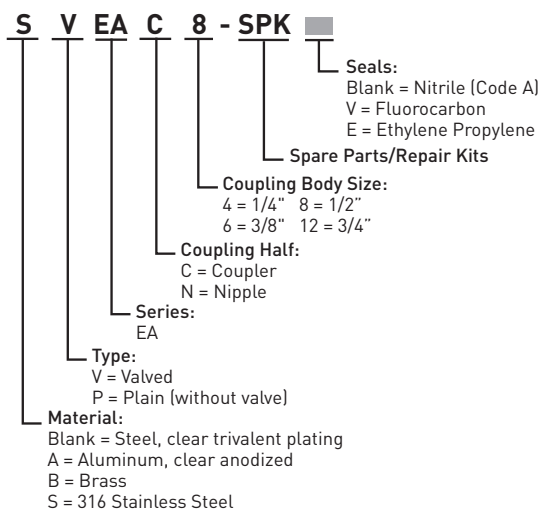 S V EA C 8 - SPK
Seals:
Blank = Nitrile (Code A)
V = Fluorocarbon
E = Ethylene Propylene
Spare Parts/Repair Kits
Coupling Body Size:
4 = 1/4" 8 = 1/2"
6 = 3/8" 12 = 3/4"
Coupling Half:
C = Coupler
N = Nipple
Series:
EA
Type:
V = Valved
P = Plain (without valve)
Material:
Blank = Steel, clear trivalent plating
A = Aluminum, clear anodized
B = Brass
S = 316 Stainless Steel